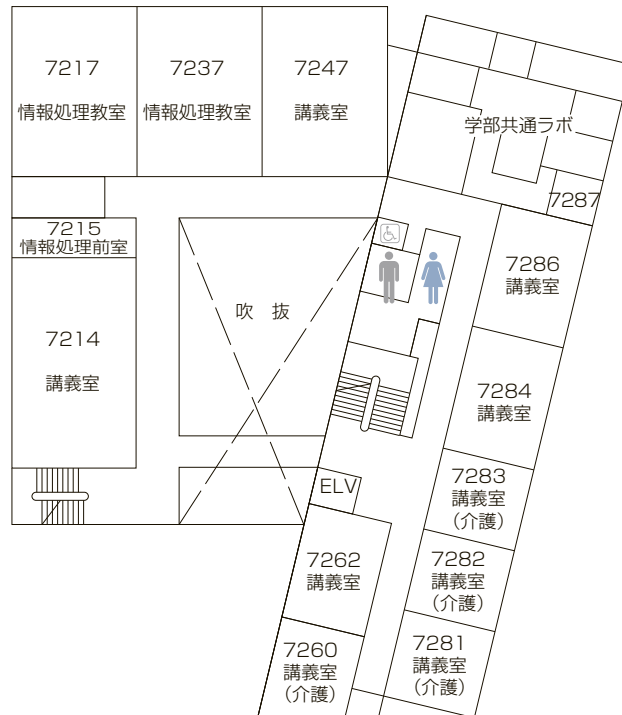 7217
情報処理教室
7237
情報処理教室
7247
講義室
学部共通ラボ
7287
7215
情報処理前室
7286
講義室
吹 抜
7214
講義室
7284
講義室
ELV
7283
講義室
(介護)
7262
講義室
7282
講義室
(介護)
7260
講義室
(介護)
7281
講義室
(介護)